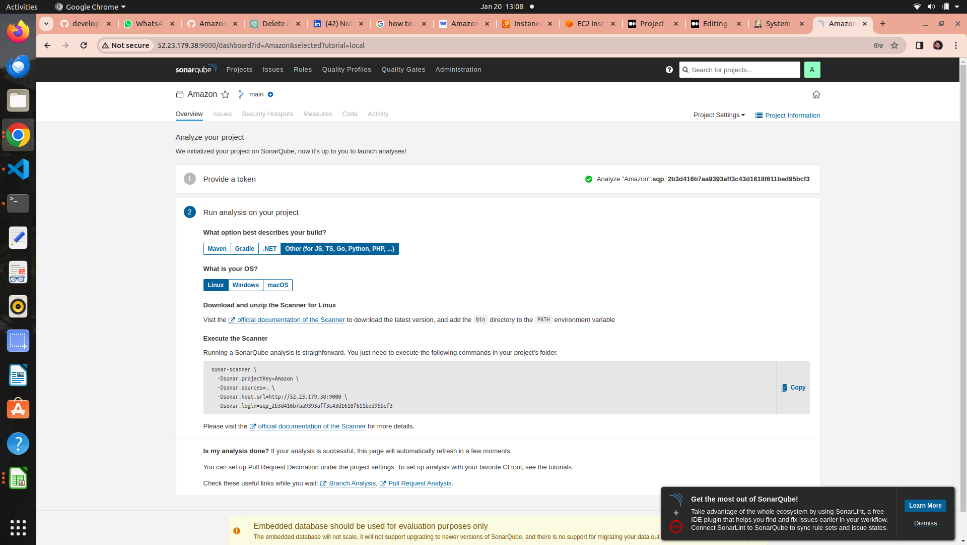 Activities
Google Chrome
Jan 20 13:08
develop
WhatsA
Amazon
Delete a
(42) Not
how to
Amazon
Instanc
EC2 Inst
Project
Editing
System
Amazon
Not secure
52.23.179.38:9000/dashboard?id=Amazon&selectedTutorial=local
sonarqube
Projects
Issues
Rules
Quality Profiles
Quality Gates
Administration
Search for projects...
A
Amazon
main
Overview
Issues
Security Hotspots
Measures
Code
Activity
Project Settings
Project Information
Analyze your project
We initialized your project on SonarQube, now it's up to you to launch analyses!
1
Provide a token
Analyze "Amazon": sqp_2b3d416b7aa9393aff3c43d1618f611bed95bcf3
2
Run analysis on your project
What option best describes your build?
Maven
Gradle
.NET
Other (for JS, TS, Go, Python, PHP, ...)
What is your OS?
Linux
Windows
macOS
Download and unzip the Scanner for Linux
Visit the official documentation of the Scanner to download the latest version, and add the bin directory to the PATH environment variable
Execute the Scanner
Running a SonarQube analysis is straighforward. You just need to execute the following commands in your project's folder.
sonar-scanner \
-Dsonar.projectKey=Amazon \
-Dsonar.sources=. \
-Dsonar.host.url=http://52.23.179.38:9000 \
-Dsonar.login=sqp_2b3d416b7aa9393aff3c43d1618f611bed95bcf3
Copy
Please visit the official documentation of the Scanner for more details.
Is my analysis done? If your analysis is successful, this page will automatically refresh in a few moments.
You can set up Pull Request Decoration under the project settings. To set up analysis with your favorite CI tool, see the tutorials.
Check these useful links while you wait: Branch Analysis, Pull Request Analysis.
Get the most out of SonarQube!
Take advantage of the whole ecosystem by using SonarLint, a free
IDE plugin that helps you find and fix issues earlier in your workflow.
Connect SonarLint to SonarQube to sync rule sets and issue states.
Learn More
Dismiss
Embedded database should be used for evaluation purposes only
The embedded database will not scale, it will not support upgrading to newer versions of SonarQube, and there is no support for migrating your data out